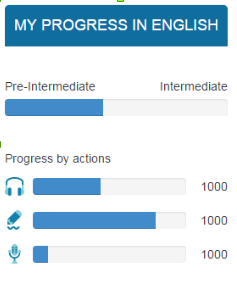 MY PROGRESS IN ENGLISH
Pre-Intermediate Intermediate
Progress by actions
1000
1000
1000